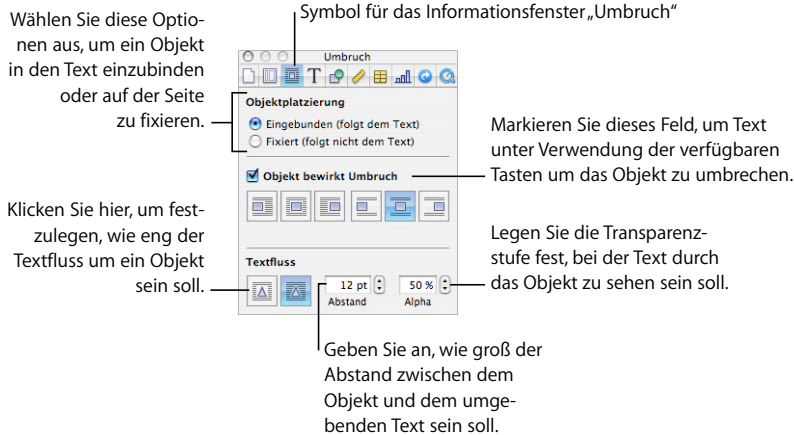 Symbol für das Informationsfenster „Umbruch“
Wählen Sie diese Optio-
nen aus, um ein Objekt
in den Text einzubinden
oder auf der Seite
zu fixieren.
Umbruch
T
Objektplatzierung
Eingebunden (folgt dem Text)
Fixiert (folgt nicht dem Text)
Markieren Sie dieses Feld, um Text
unter Verwendung der verfügbaren
Tasten um das Objekt zu umbrechen.
Objekt bewirkt Umbruch
Klicken Sie hier, um fest-
zulegen, wie eng der
Textfluss um ein Objekt
sein soll.
Textfluss
12 pt
50 %
Abstand
Alpha
Legen Sie die Transparenz-
stufe fest, bei der Text durch
das Objekt zu sehen sein soll.
Geben Sie an, wie groß der
Abstand zwischen dem
Objekt und dem umge-
benden Text sein soll.